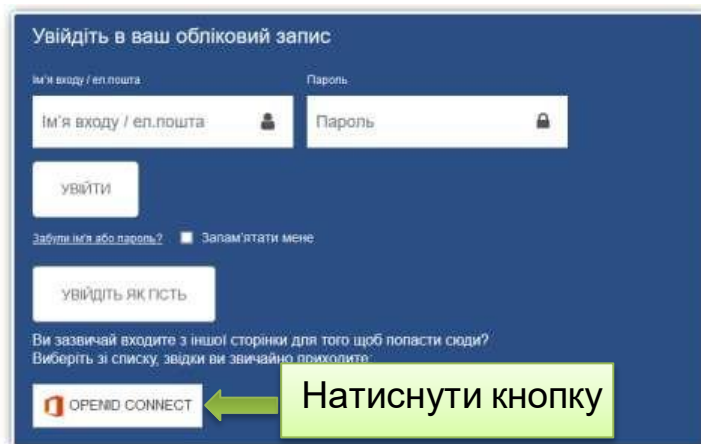 Увійдіть в ваш обліковий запис
Ім'я входу / ел.пошта Пароль
Ім'я входу / ел.пошта Пароль
УВІЙТИ
Забули ім'я або пароль? Запам'ятати мене
УВІЙДІТЬ ЯК ГІСТЬ
Ви зазвичай входите з іншої сторінки для того щоб попасти сюди?
Виберіть зі списку, звідки ви звичайно приходите:
OPENID CONNECT Натиснути кнопку